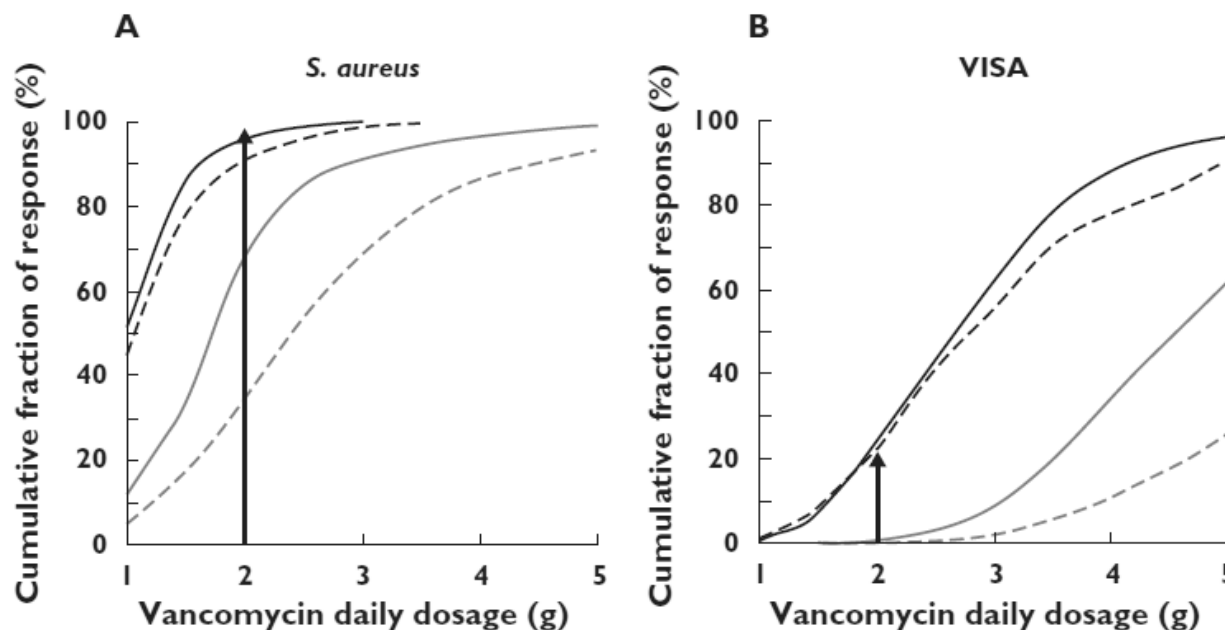 A
S. aureus
Cumulative fraction of response (%)
100
80
60
40
20
0
1 2 3 4 5
Vancomycin daily dosage (g)
B
VISA
Cumulative fraction of response (%)
100
80
60
40
20
0
1 2 3 4 5
Vancomycin daily dosage (g)